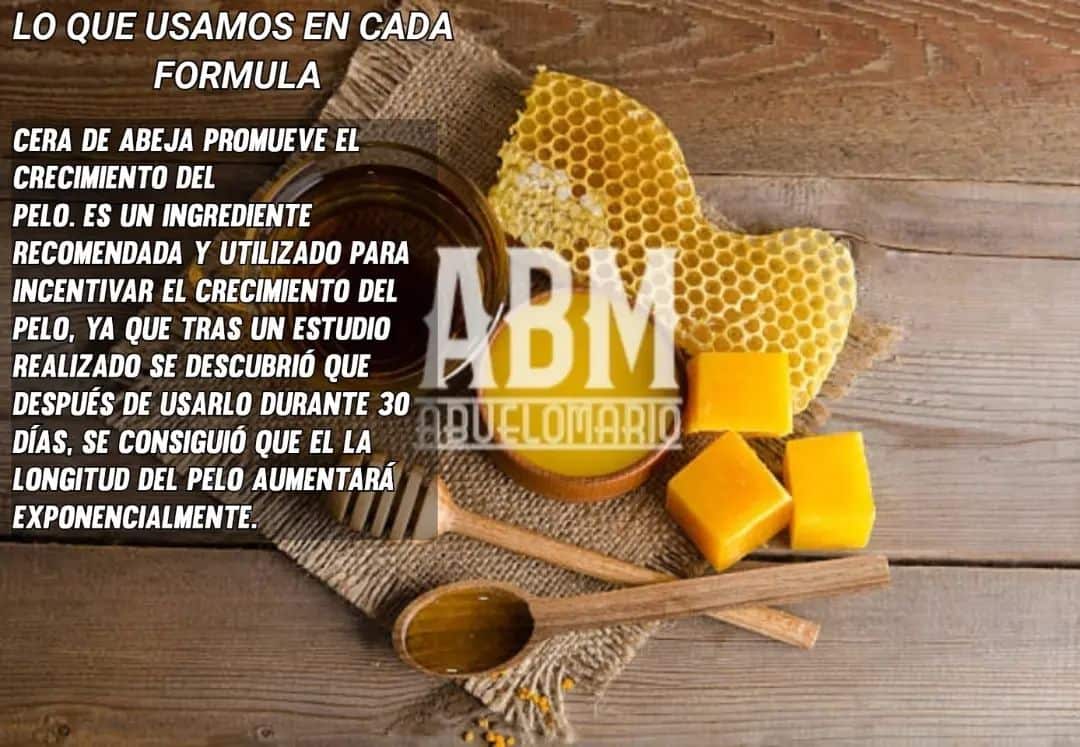 LO QUE USAMOS EN CADA
FORMULA
CERA DE ABEJA PROMUEVE EL
CRECIMIENTO DEL
PELO. ES UN INGREDIENTE
RECOMENDADA Y UTILIZADO PARA
INCENTIVAR EL CRECIMIENTO DEL
PELO, YA QUE TRAS UN ESTUDIO
REALIZADO SE DESCUBRIÓ QUE
DESPUÉS DE USARLO DURANTE 30
DÍAS, SE CONSIGUIÓ QUE EL LA
LONGITUD DEL PELO AUMENTARÁ
EXPONENCIALMENTE.
ABM
ABUELOMARIO